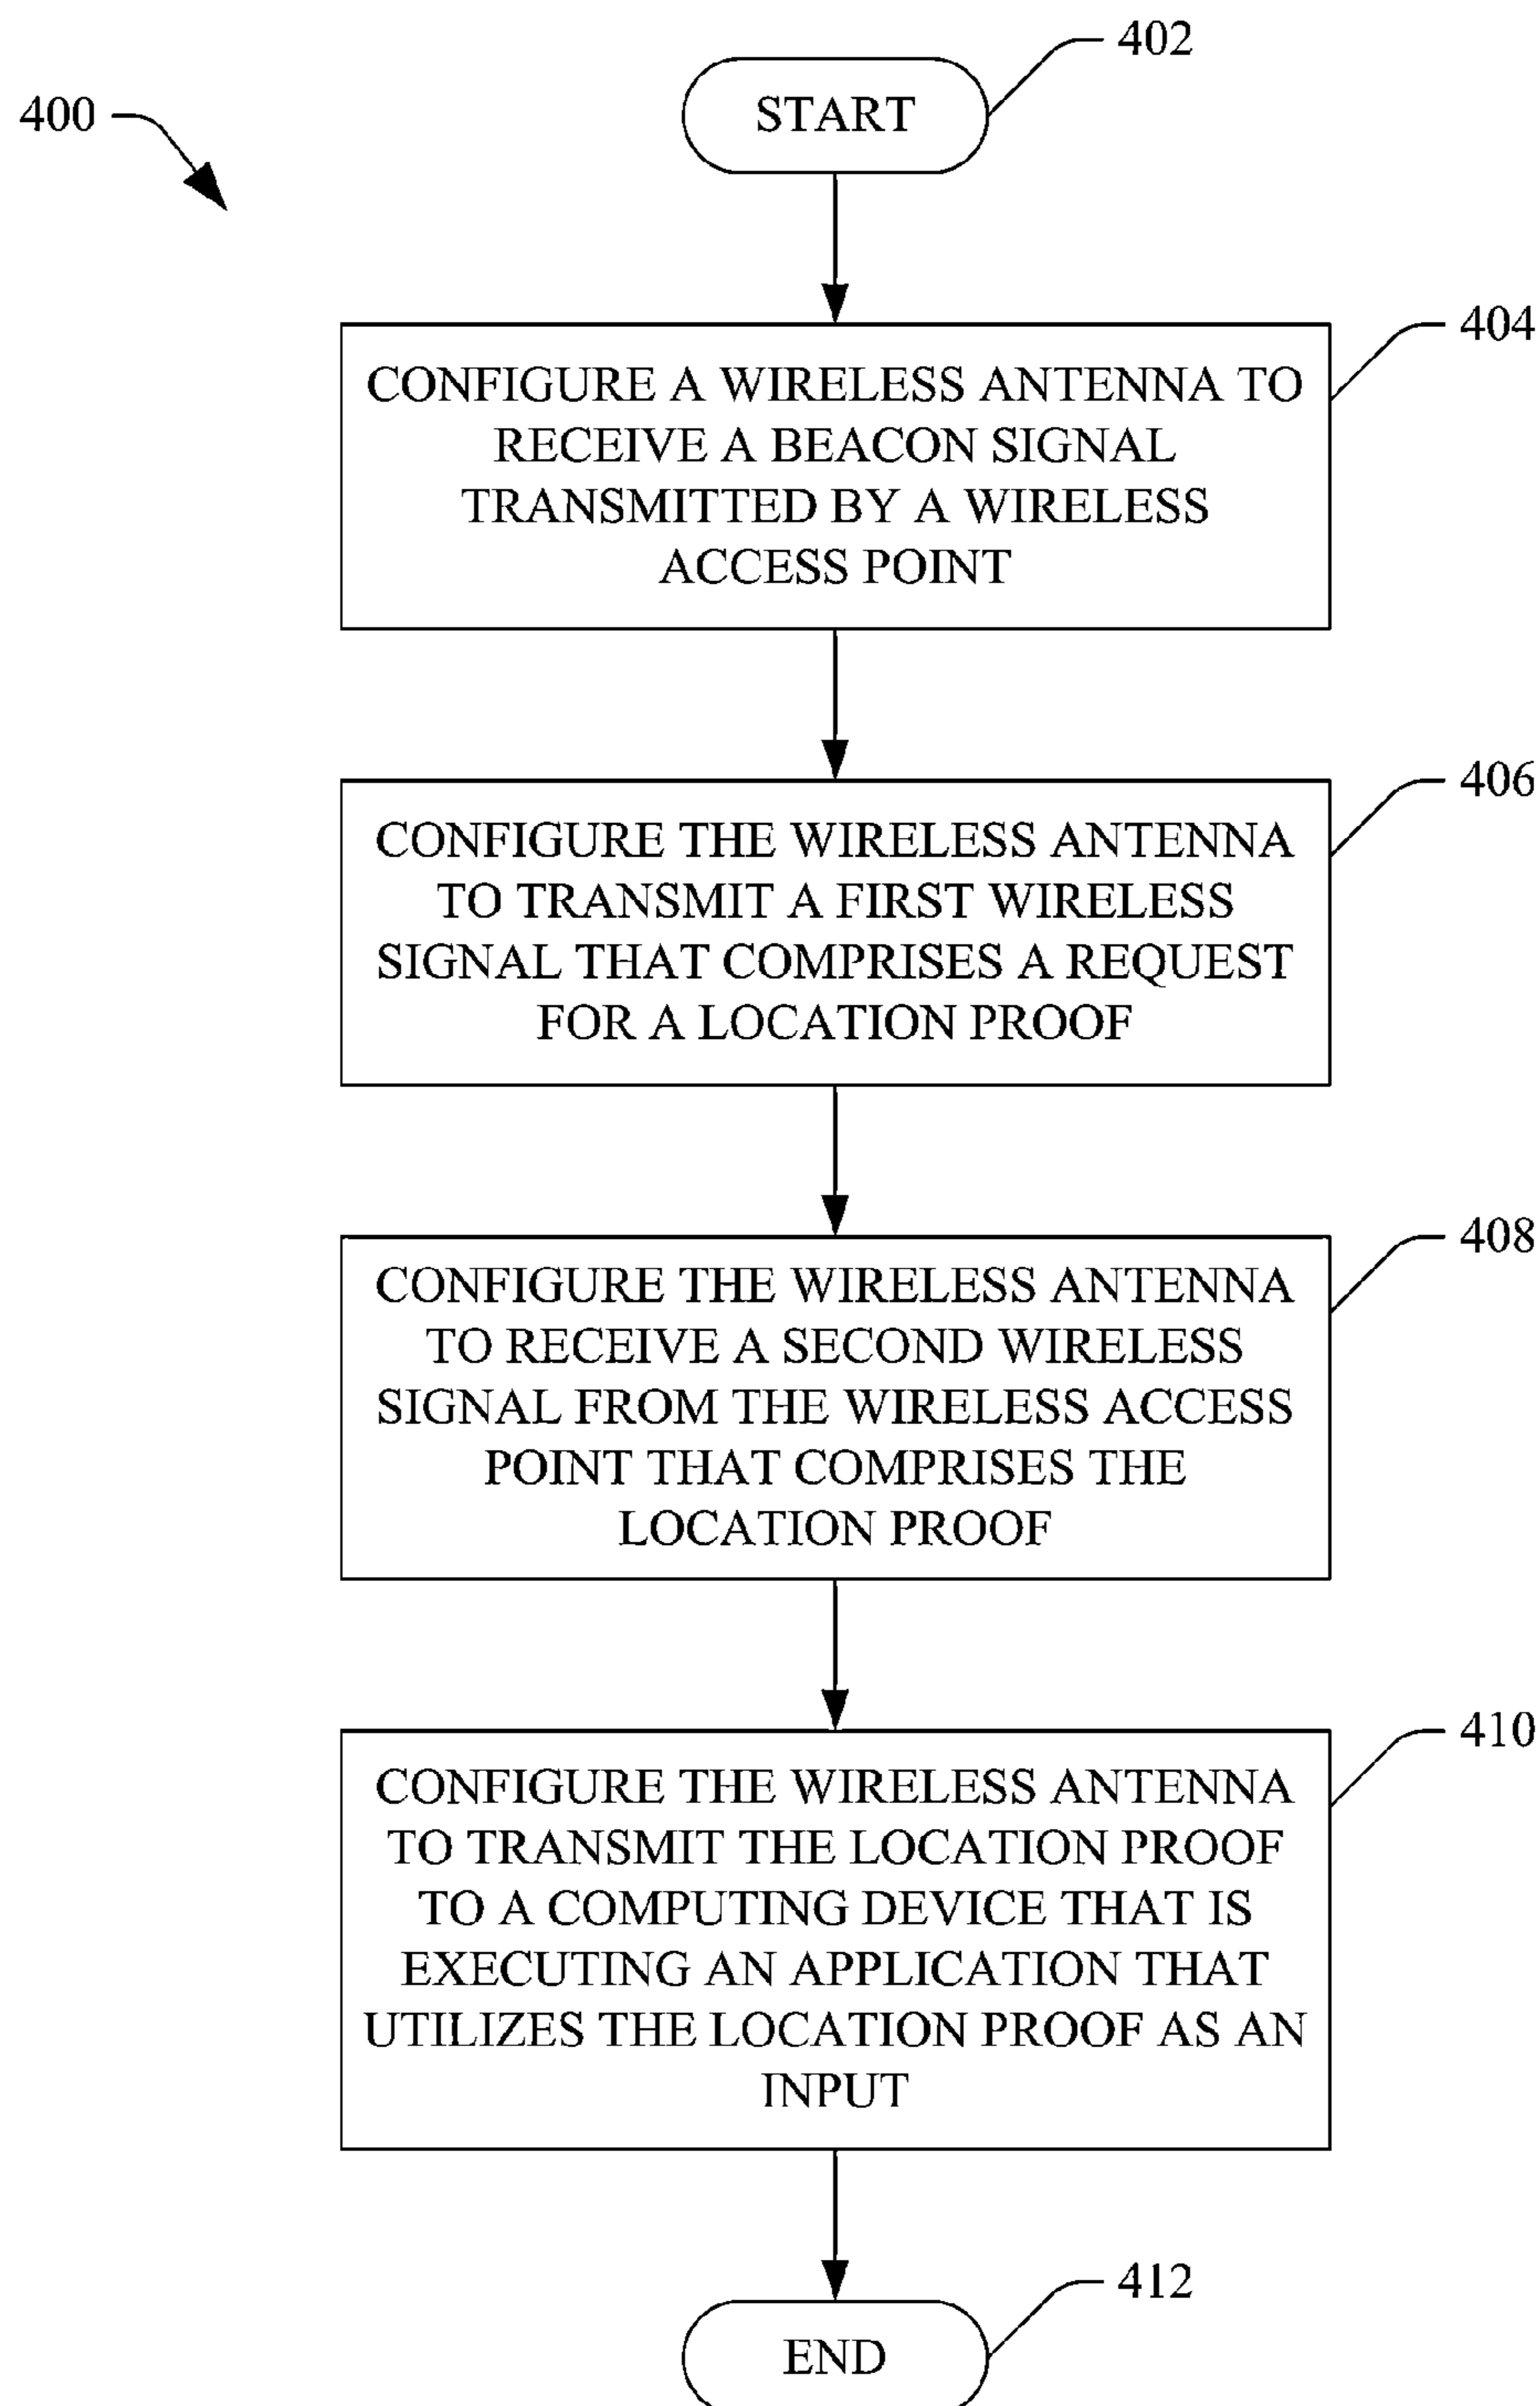 402
START
400
404
CONFIGURE A WIRELESS ANTENNA TO
RECEIVE A BEACON SIGNAL
TRANSMITTED BY A WIRELESS
ACCESS POINT
406
CONFIGURE THE WIRELESS ANTENNA
TO TRANSMIT A FIRST WIRELESS
SIGNAL THAT COMPRISES A REQUEST
FOR A LOCATION PROOF
408
CONFIGURE THE WIRELESS ANTENNA
TO RECEIVE A SECOND WIRELESS
SIGNAL FROM THE WIRELESS ACCESS
POINT THAT COMPRISES THE
LOCATION PROOF
410
CONFIGURE THE WIRELESS ANTENNA
TO TRANSMIT THE LOCATION PROOF
TO A COMPUTING DEVICE THAT IS
EXECUTING AN APPLICATION THAT
UTILIZES THE LOCATION PROOF AS AN
INPUT
412
END